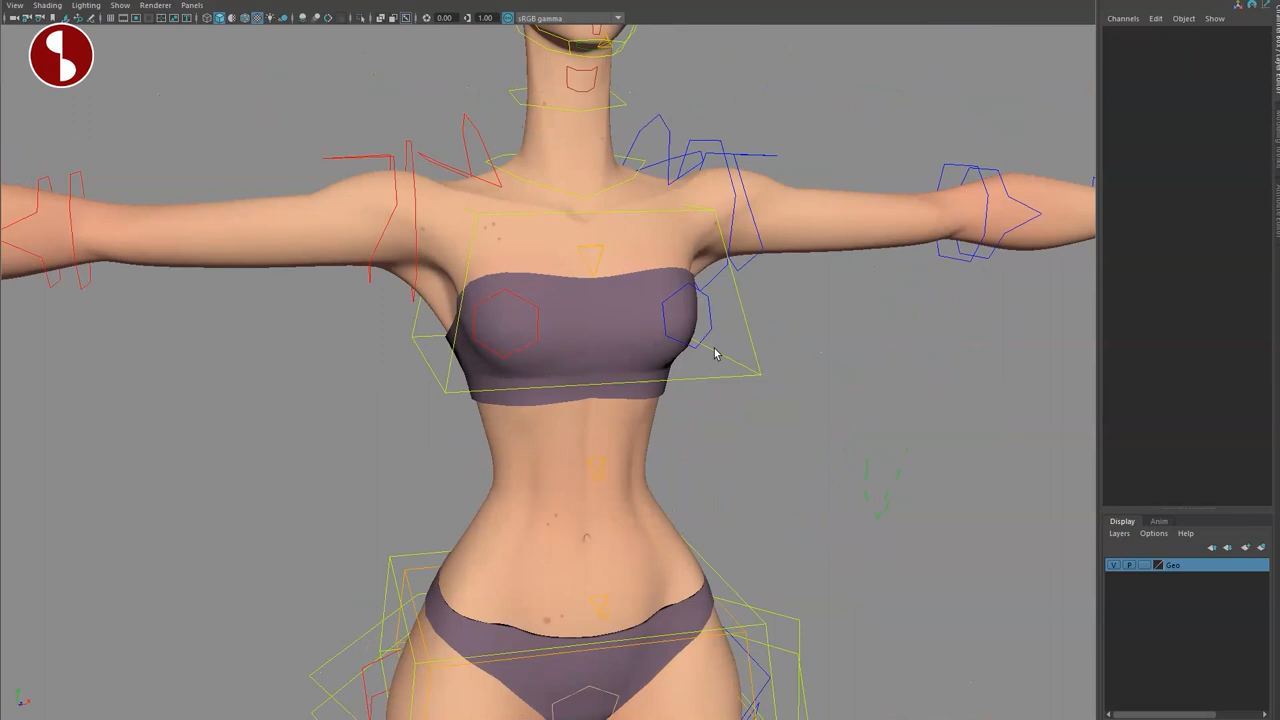 View Shading Lighting Show Renderer Panels
0.00 1.00 sRGB gamma
Channels Edit Object Show
Display Anim
Layers Options Help
V P Geo